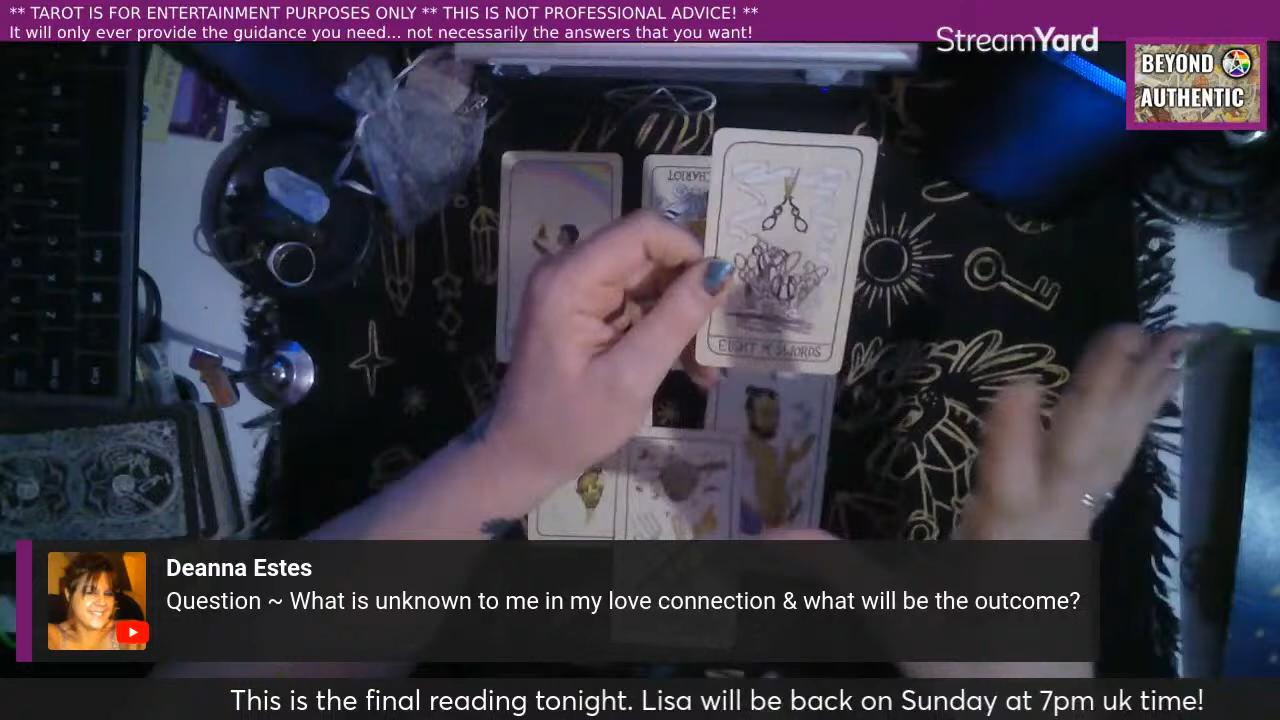 ** TAROT IS FOR ENTERTAINMENT PURPOSES ONLY ** THIS IS NOT PROFESSIONAL ADVICE! **
It will only ever provide the guidance you need... not necessarily the answers that you want!
StreamYard
BEYOND
AUTHENTIC
CHARIOT
EIGHT OF SWORDS
Deanna Estes
Question ~ What is unknown to me in my love connection & what will be the outcome?
This is the final reading tonight. Lisa will be back on Sunday at 7pm uk time!